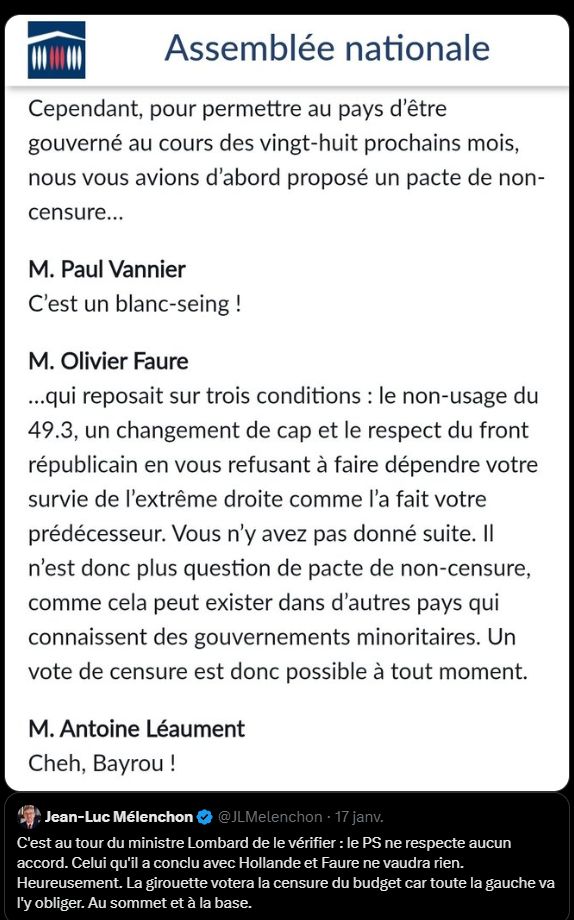 Assemblée nationale
Cependant, pour permettre au pays d’être
gouverné au cours des vingt-huit prochains mois,
nous vous avions d’abord proposé un pacte de non-
censure…
M. Paul Vannier
C’est un blanc-seing !
M. Olivier Faure
…qui reposait sur trois conditions : le non-usage du
49.3, un changement de cap et le respect du front
républicain en vous refusant à faire dépendre votre
survie de l’extrême droite comme l’a fait votre
prédécesseur. Vous n’y avez pas donné suite. Il
n’est donc plus question de pacte de non-censure,
comme cela peut exister dans d’autres pays qui
connaissent des gouvernements minoritaires. Un
vote de censure est donc possible à tout moment.
M. Antoine Léaument
Cheh, Bayrou !
Jean-Luc Mélenchon @JLMelenchon · 17 janv.
C'est au tour du ministre Lombard de le vérifier : le PS ne respecte aucun
accord. Celui qu'il a conclu avec Hollande et Faure ne vaudra rien.
Heureusement. La girouette votera la censure du budget car toute la gauche va
l'y obliger. Au sommet et à la base.